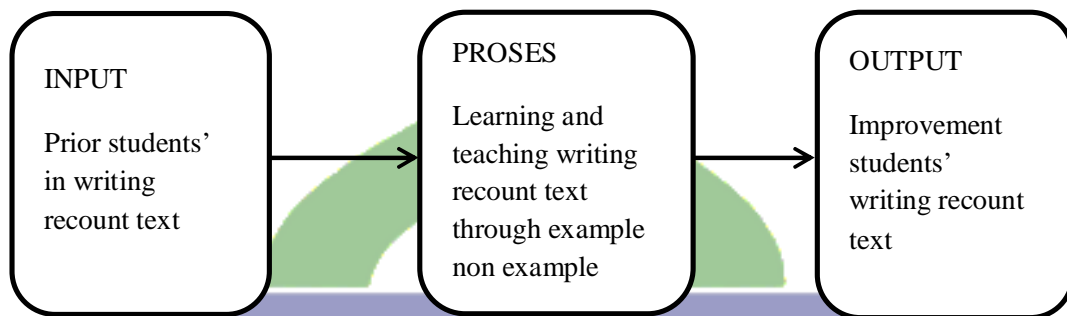 INPUT
Prior students’
in writing
recount text
PROSES
Learning and
teaching writing
recount text
through example
non example
OUTPUT
Improvement
students’
writing recount
text